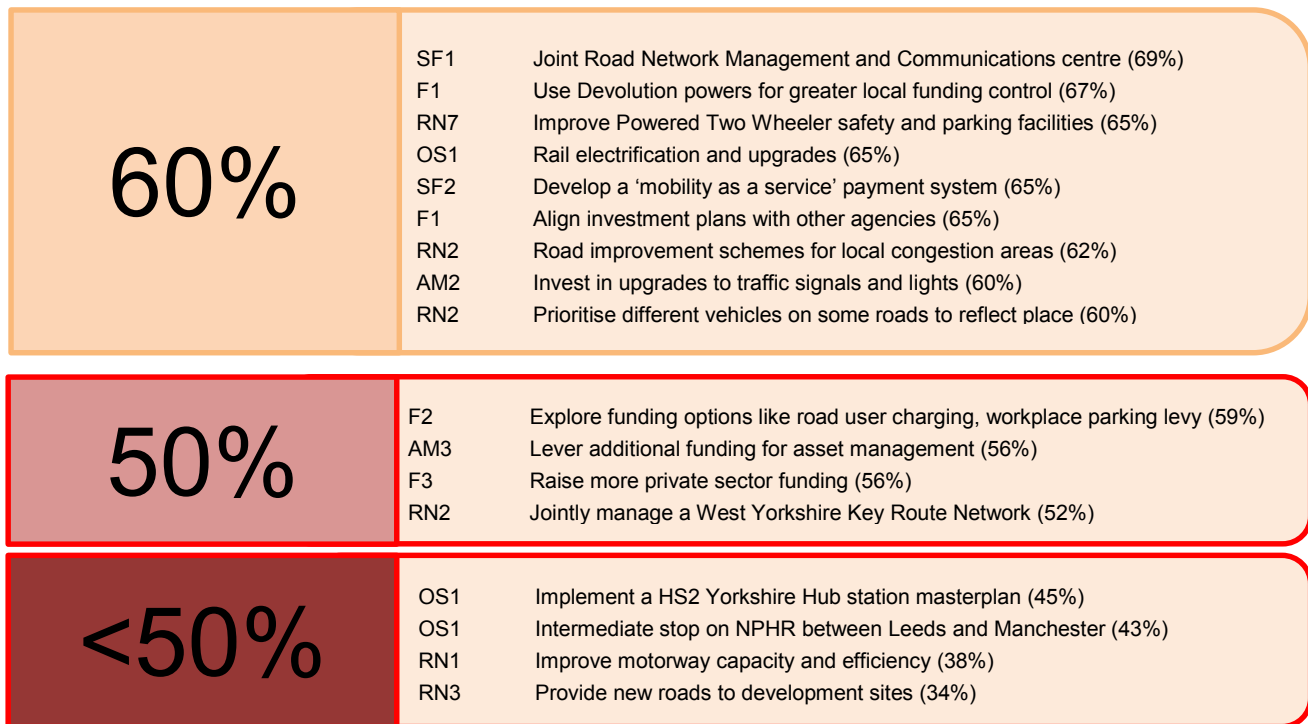 60%
SF1 Joint Road Network Management and Communications centre (69%)
F1 Use Devolution powers for greater local funding control (67%)
RN7 Improve Powered Two Wheeler safety and parking facilities (65%)
OS1 Rail electrification and upgrades (65%)
SF2 Develop a ‘mobility as a service’ payment system (65%)
F1 Align investment plans with other agencies (65%)
RN2 Road improvement schemes for local congestion areas (62%)
AM2 Invest in upgrades to traffic signals and lights (60%)
RN2 Prioritise different vehicles on some roads to reflect place (60%)
50%
F2 Explore funding options like road user charging, workplace parking levy (59%)
AM3 Lever additional funding for asset management (56%)
F3 Raise more private sector funding (56%)
RN2 Jointly manage a West Yorkshire Key Route Network (52%)
<50%
OS1 Implement a HS2 Yorkshire Hub station masterplan (45%)
OS1 Intermediate stop on NPHR between Leeds and Manchester (43%)
RN1 Improve motorway capacity and efficiency (38%)
RN3 Provide new roads to development sites (34%)